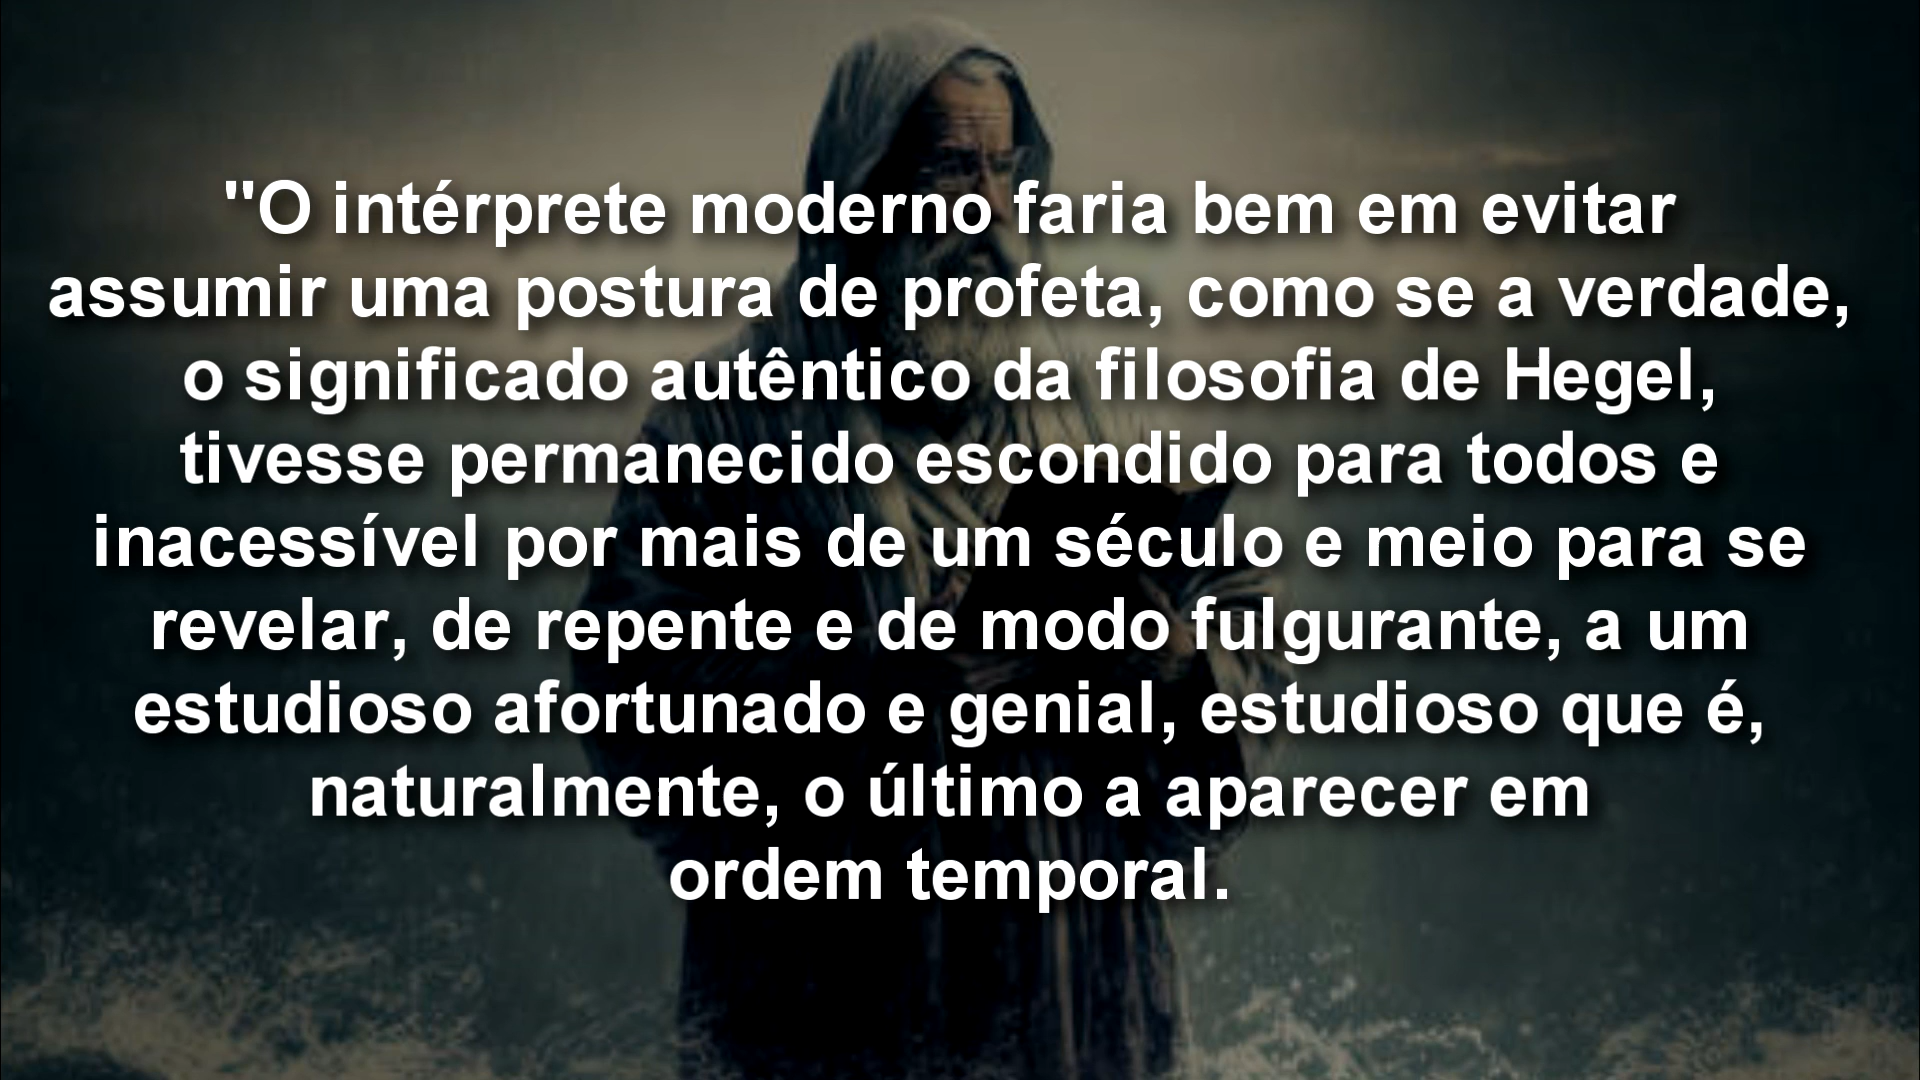 "O intérprete moderno faria bem em evitar
assumir uma postura de profeta, como se a verdade,
o significado autêntico da filosofia de Hegel,
tivesse permanecido escondido para todos e
inacessível por mais de um século e meio para se
revelar, de repente e de modo fulgurante, a um
estudioso afortunado e genial, estudioso que é,
naturalmente, o último a aparecer em
ordem temporal.